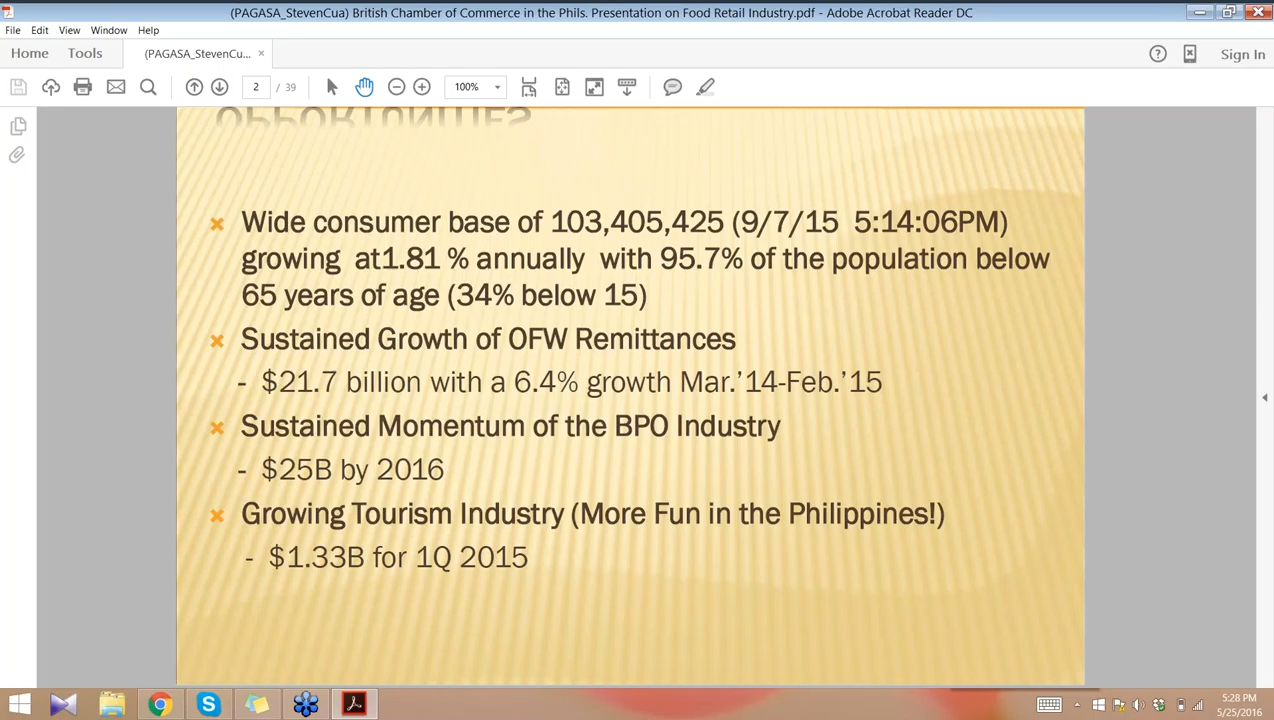 (PAGASA_StevenCua) British Chamber of Commerce in the Phils. Presentation on Food Retail Industry.pdf - Adobe Acrobat Reader DC
File Edit View Window Help
Home Tools (PAGASA_StevenCu... × Sign In
2 / 39 100%
OPPORTUNITIES
Wide consumer base of 103,405,425 (9/7/15 5:14:06PM)
growing at1.81 % annually with 95.7% of the population below
65 years of age (34% below 15)
Sustained Growth of OFW Remittances
- $21.7 billion with a 6.4% growth Mar.’14-Feb.’15
Sustained Momentum of the BPO Industry
- $25B by 2016
Growing Tourism Industry (More Fun in the Philippines!)
- $1.33B for 1Q 2015
5:28 PM
5/25/2016